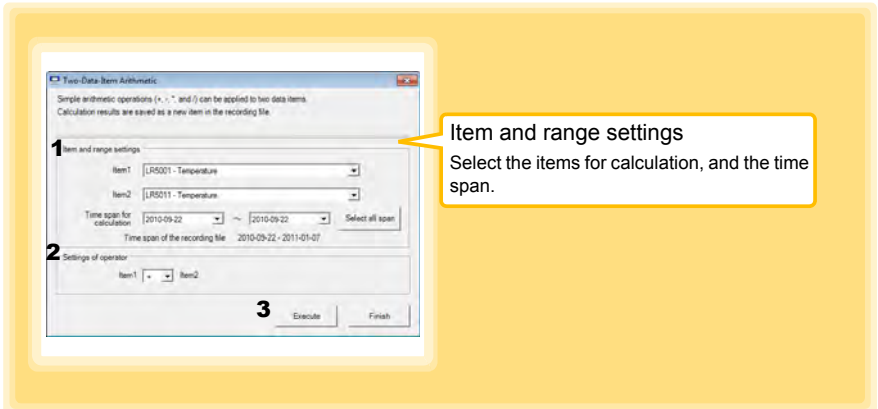 Two-Data-Item Arithmetic
Simple arithmetic operations (+, -, *, and /) can be applied to two data items.
Calculation results are saved as a new item in the recording file.
1
Item and range settings
Item1 LR5001 - Temperature
Item2 LR5011 - Temperature
Time span for
calculation
2010-09-22 ~ 2010-09-22 Select all span
Time span of the recording file 2010-09-22 - 2011-01-07
2
Settings of operator
Item1 + Item2
3
Execute Finish
Item and range settings
Select the items for calculation, and the time
span.